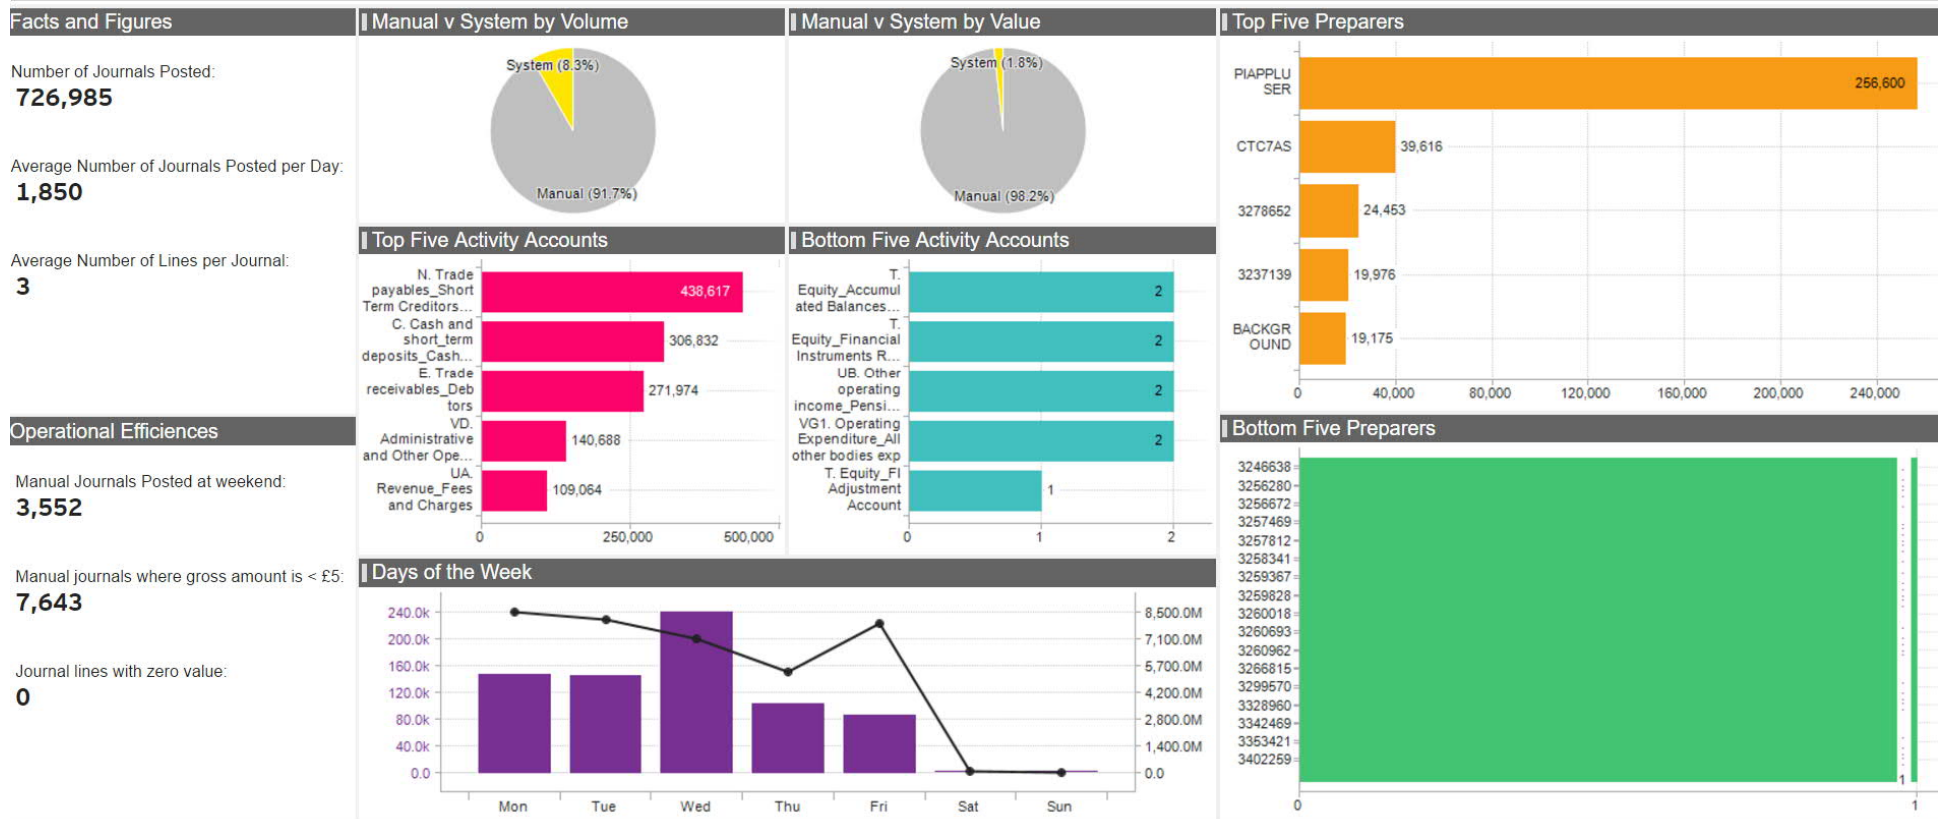 Facts and Figures
Number of Journals Posted:
726,985
Average Number of Journals Posted per Day:
1,850
Average Number of Lines per Journal:
3
Operational Efficiences
Manual Journals Posted at weekend:
3,552
Manual journals where gross amount is < £5:
7,643
Journal lines with zero value:
0
Manual v System by Volume
System (8.3%)
Manual (91.7%)
Manual v System by Value
System (1.8%)
Manual (98.2%)
Top Five Activity Accounts
N. Trade
payables_Short
Term Creditors...
438,617
C. Cash and
short_term
deposits_Cash...
306,832
E. Trade
receivables_Deb
tors
271,974
VD.
Administrative
and Other Ope...
140,688
UA.
Revenue_Fees
and Charges
109,064
0
250,000
500,000
Bottom Five Activity Accounts
T.
Equity_Accumul
ated Balances...
2
T.
Equity_Financial
Instruments R...
2
UB. Other
operating
income_Pensi...
2
VG1. Operating
Expenditure_All
other bodies exp
2
T. Equity_FI
Adjustment
Account
1
0
1
2
Days of the Week
240.0k
200.0k
160.0k
120.0k
80.0k
40.0k
0.0
8,500.0M
7,100.0M
5,700.0M
4,200.0M
2,800.0M
1,400.0M
0.0
Mon
Tue
Wed
Thu
Fri
Sat
Sun
Top Five Preparers
PIAPPLU
SER
256,600
CTC7AS
39,616
3278652
24,453
3237139
19,976
BACKGR
OUND
19,175
0
40,000
80,000
120,000
160,000
200,000
240,000
Bottom Five Preparers
3246638
3256280
3256672
3257469
3257812
3258341
3259367
3259828
3260018
3260693
3260962
3266815
3299570
3328960
3342469
3353421
3402259
1
0
1